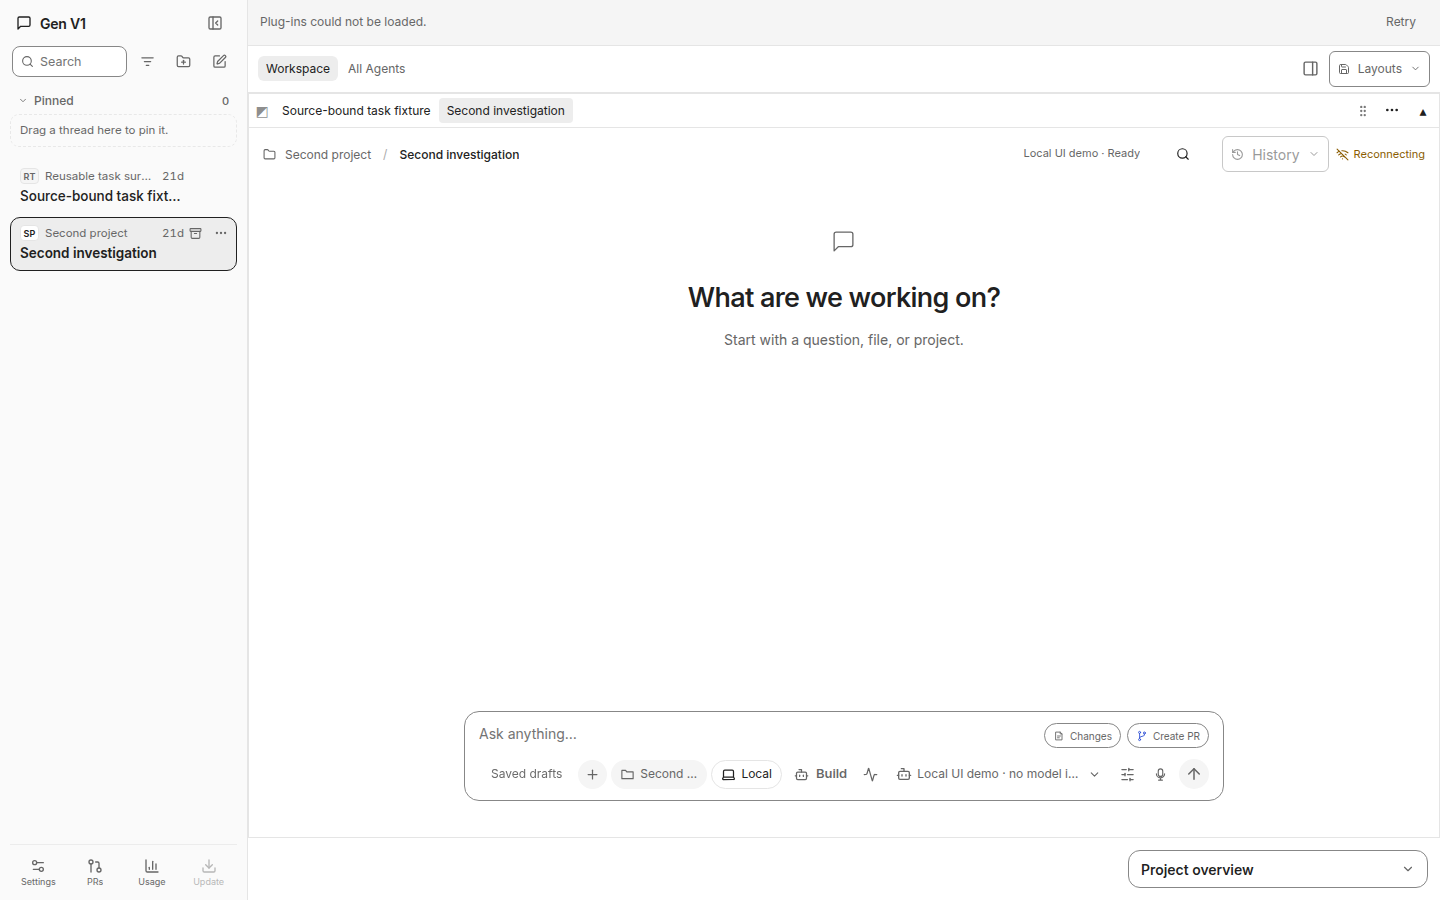 Gen V1
Search
Pinned 0
Drag a thread here to pin it.
RT Reusable task sur... 21d
Source-bound task fixt...
SP Second project 21d
Second investigation
Settings PRs Usage Update
Plug-ins could not be loaded. Retry
Workspace All Agents Layouts
Source-bound task fixture Second investigation
Second project / Second investigation Local UI demo · Ready History Reconnecting
What are we working on?
Start with a question, file, or project.
Ask anything... Changes Create PR
Saved drafts Second ... Local Build Local UI demo · no model i...
Project overview